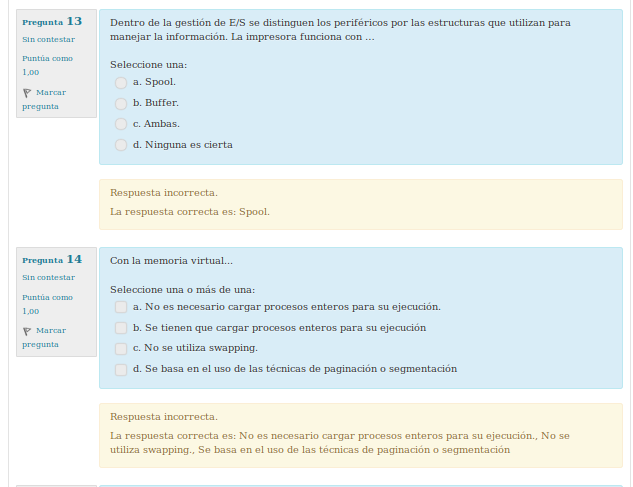 Pregunta 13
Sin contestar
Puntúa como
1,00
Marcar
pregunta
Dentro de la gestión de E/S se distinguen los periféricos por las estructuras que utilizan para
manejar la información. La impresora funciona con ...
Seleccione una:
a. Spool.
b. Buffer.
c. Ambas.
d. Ninguna es cierta
Respuesta incorrecta.
La respuesta correcta es: Spool.
Pregunta 14
Sin contestar
Puntúa como
1,00
Marcar
pregunta
Con la memoria virtual...
Seleccione una o más de una:
a. No es necesario cargar procesos enteros para su ejecución.
b. Se tienen que cargar procesos enteros para su ejecución
c. No se utiliza swapping.
d. Se basa en el uso de las técnicas de paginación o segmentación
Respuesta incorrecta.
La respuesta correcta es: No es necesario cargar procesos enteros para su ejecución., No se
utiliza swapping., Se basa en el uso de las técnicas de paginación o segmentación